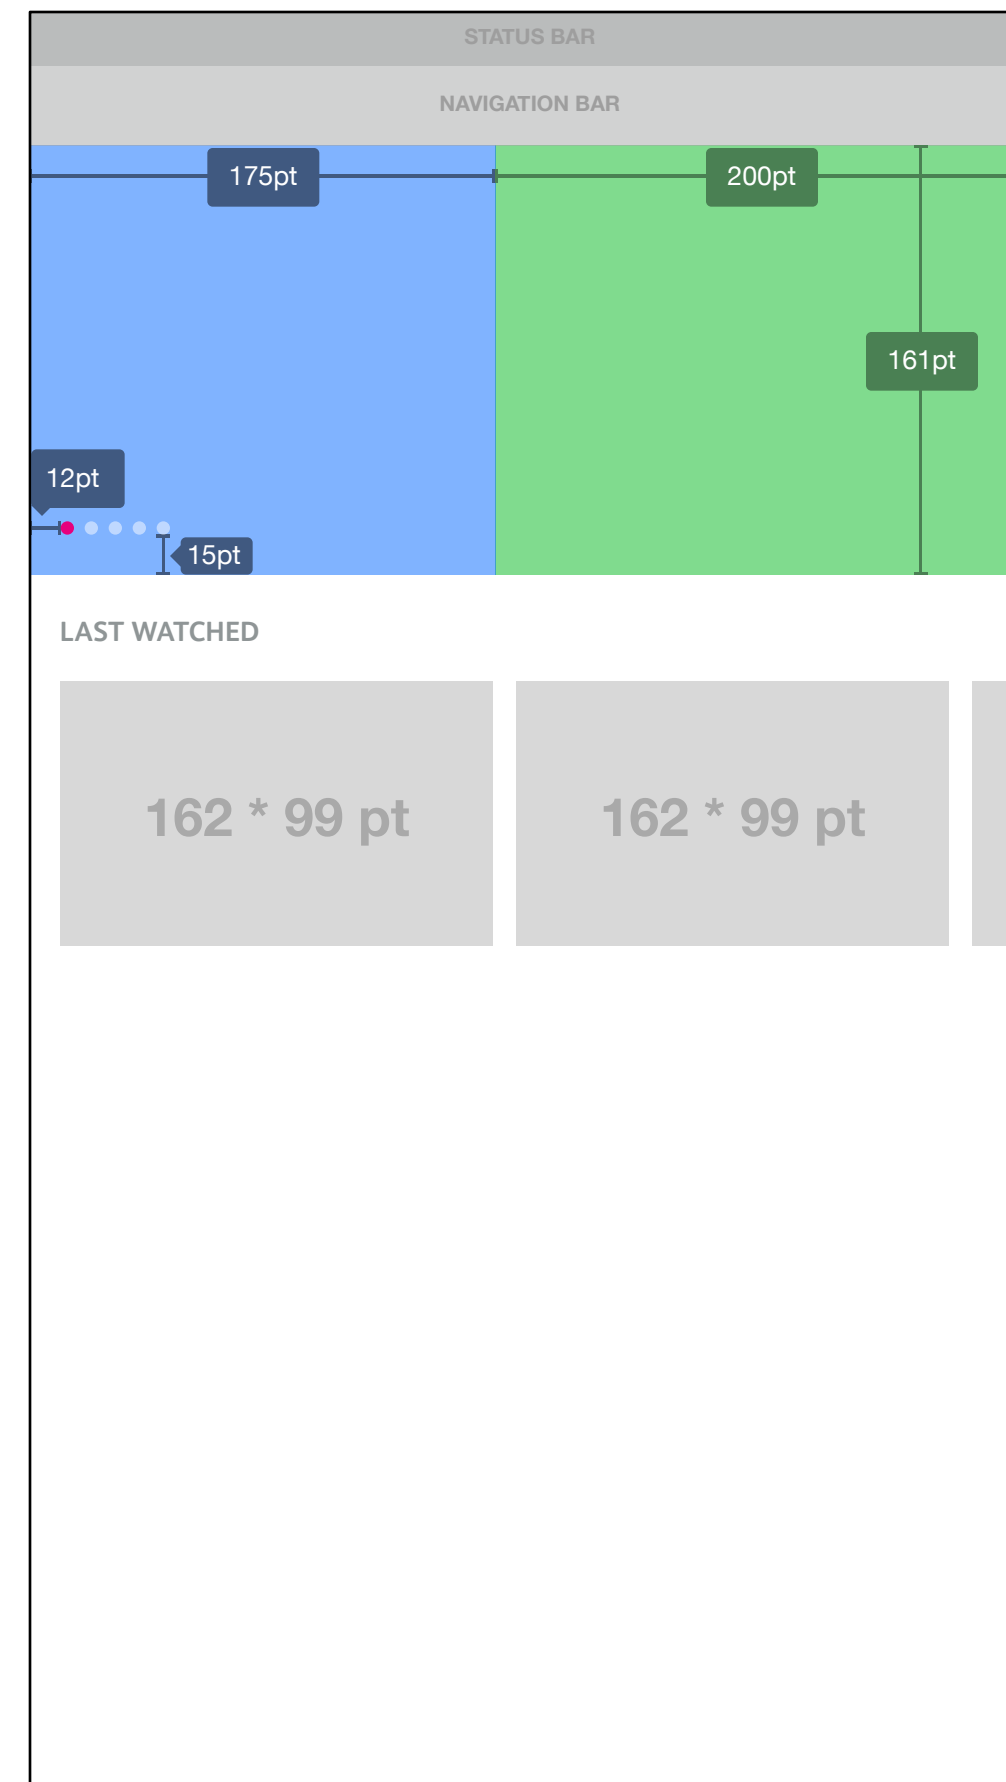 STATUS BAR
NAVIGATION BAR
175pt
200pt
161pt
12pt
15pt
LAST WATCHED
162 * 99 pt
162 * 99 pt